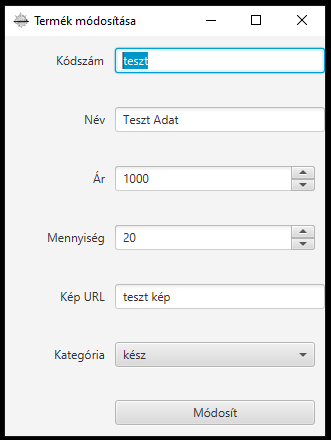 Termék módosítása
Kódszám teszt
Név Teszt Adat
Ár 1000
Mennyiség 20
Kép URL teszt kép
Kategória kész
Módosít